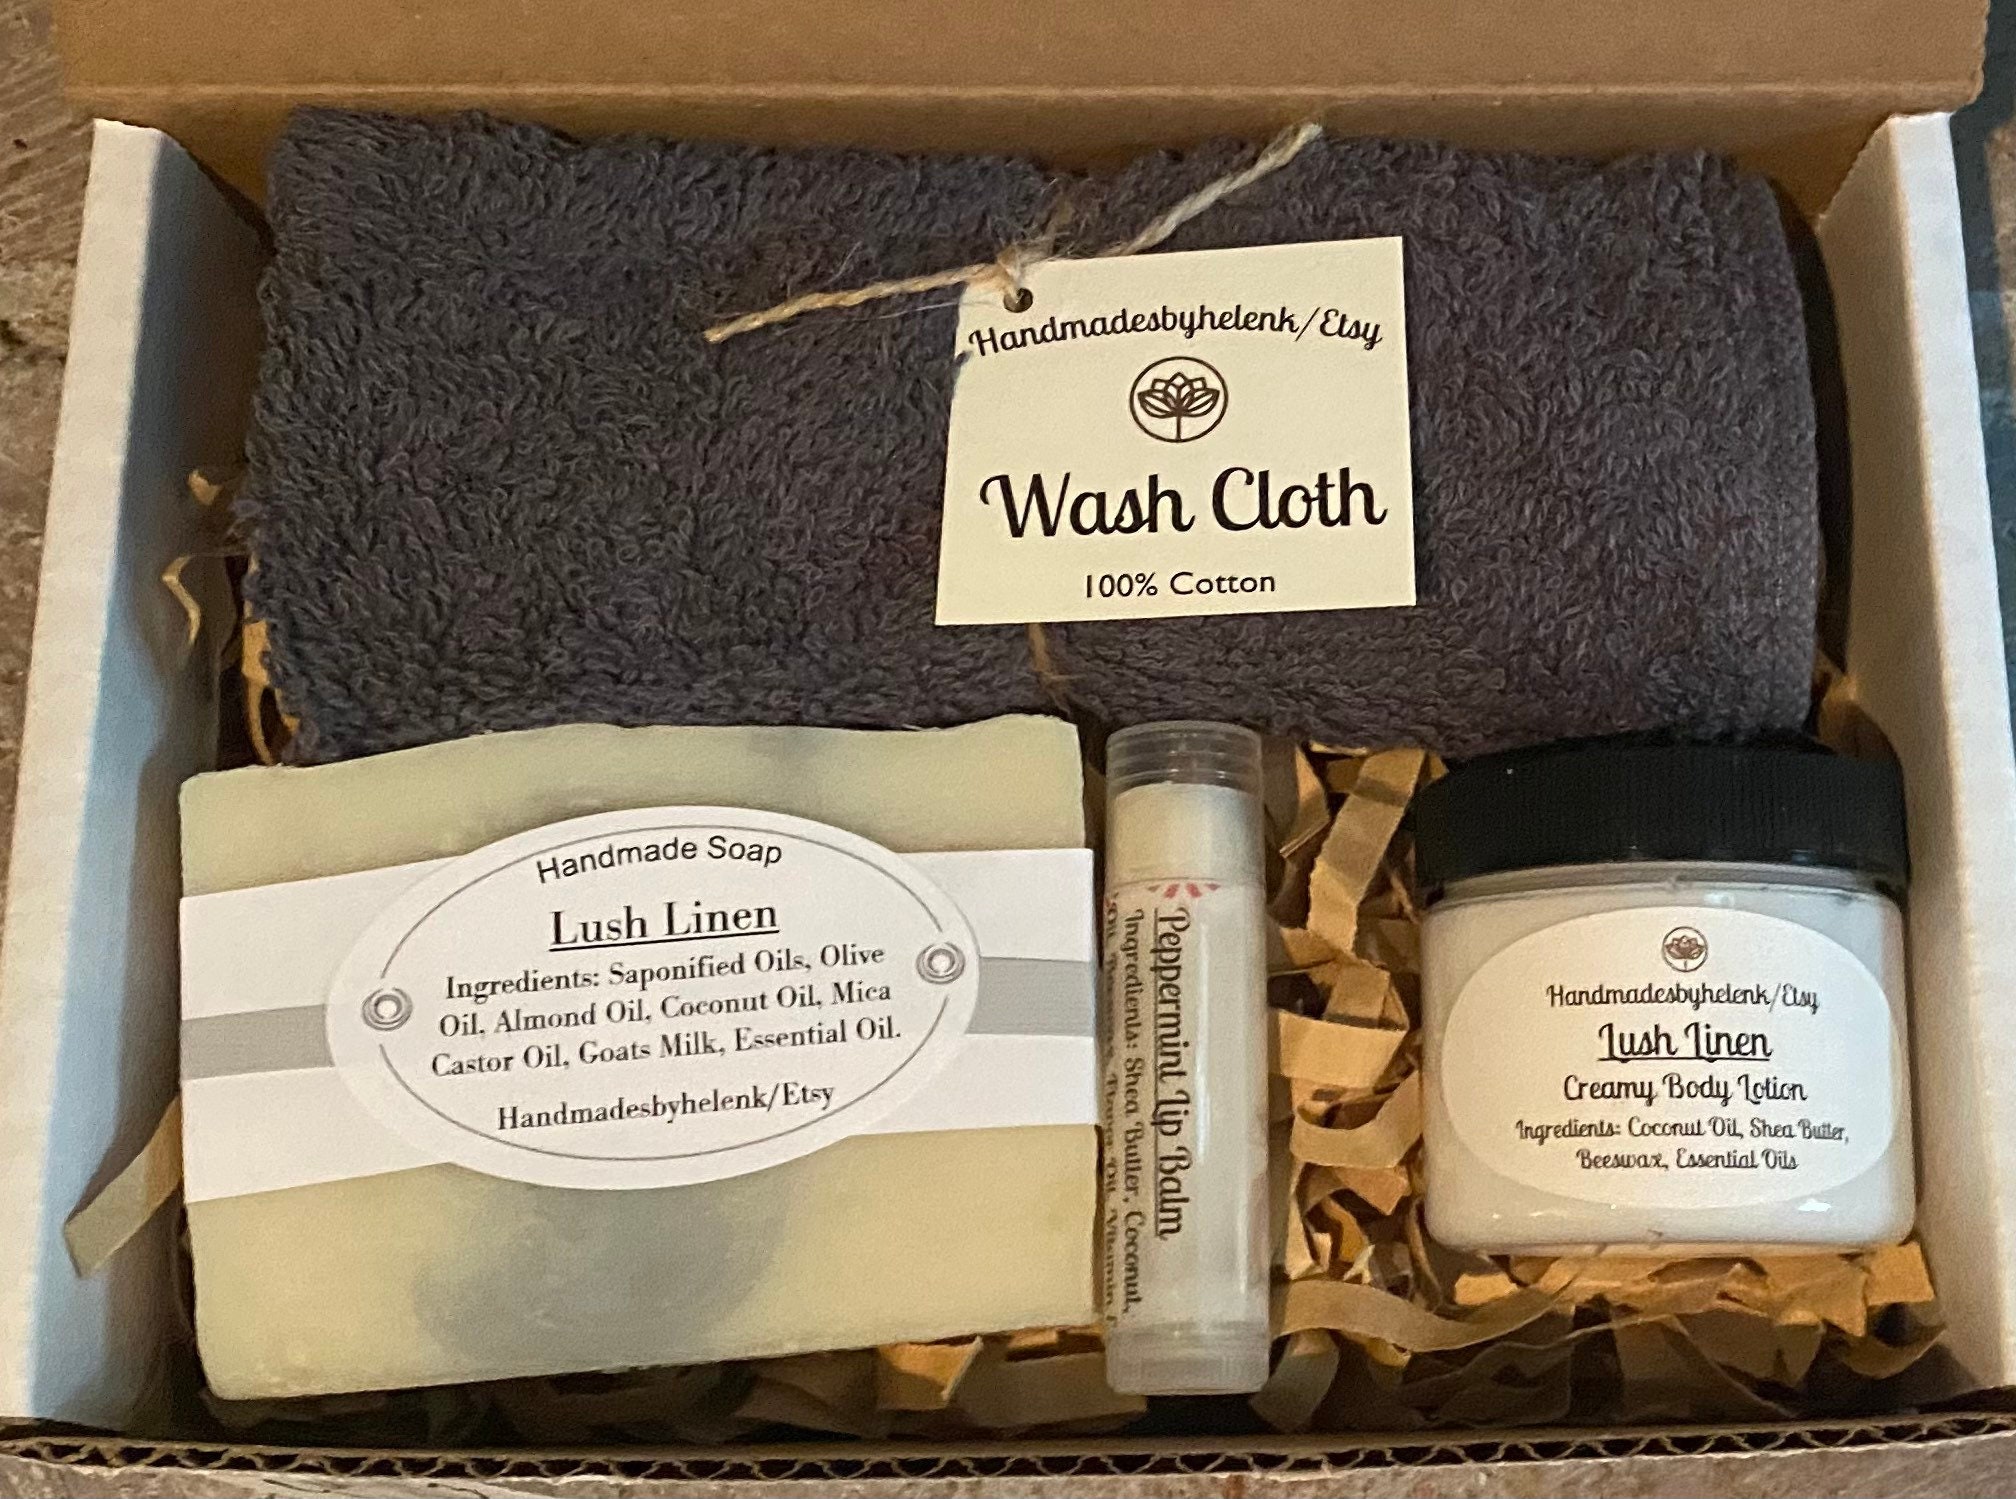 Handmadesbyhelenk/Etsy
Wash Cloth
100% Cotton
Handmade Soap
Lush Linen
Ingredients: Saponified Oils, Olive
Oil, Almond Oil, Coconut Oil, Mica
Castor Oil, Goats Milk, Essential Oil.
Handmadesbyhelenk/Etsy
Peppermint Lip Balm
Ingredients: Shea Butter, Coconut,
Handmadesbyhelenk/Etsy
Lush Linen
Creamy Body Lotion
Ingredients: Coconut Oil, Shea Butter,
Beeswax, Essential Oils